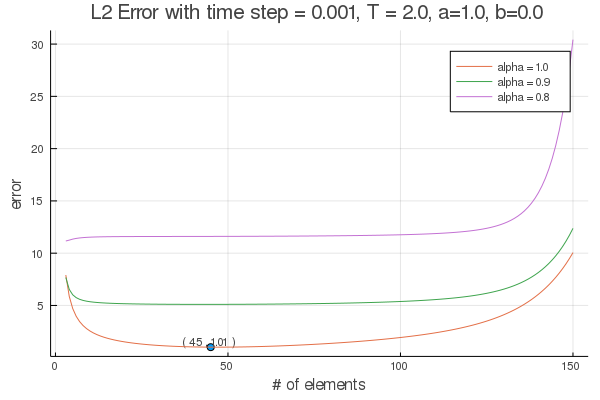 L2 Error with time step = 0.001, T = 2.0, a=1.0, b=0.0
30
25
20
15
10
5
error
alpha = 1.0
alpha = 0.9
alpha = 0.8
( 45, 1.01 )
0
50
100
150
# of elements